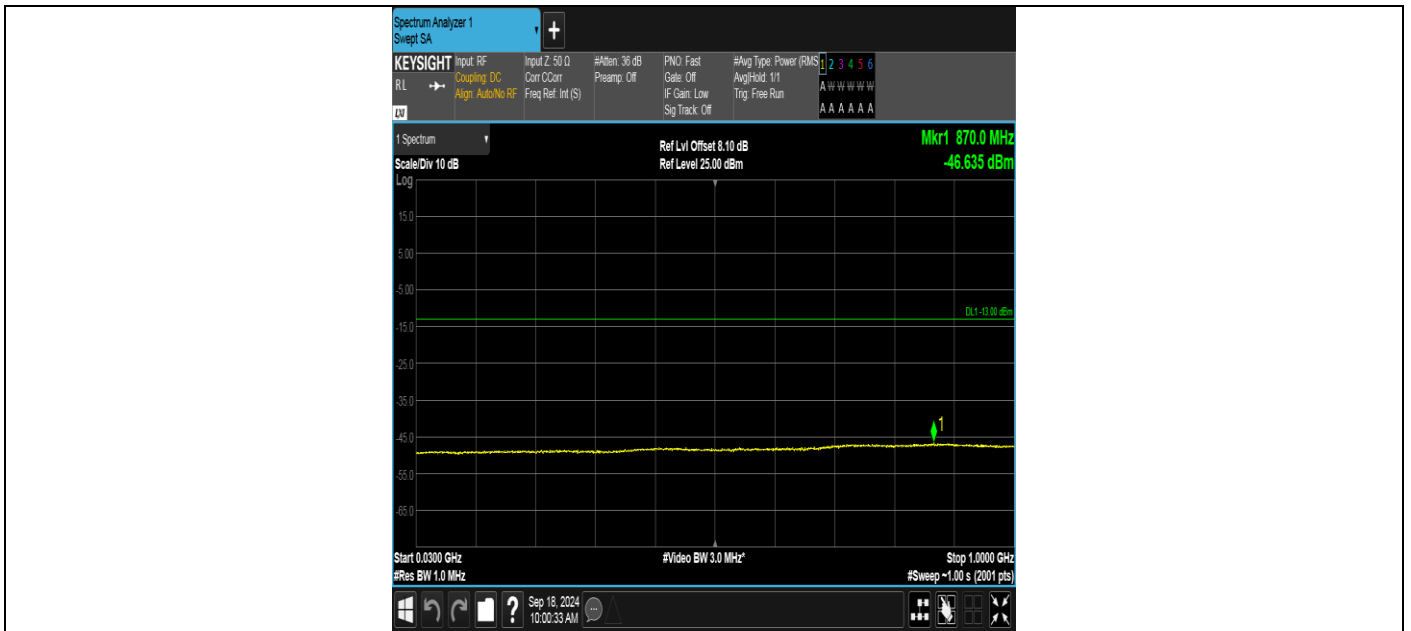 Spectrum Analyzer 1
Swept SA
+
KEYSIGHT
RL
LXI
Input: RF
Coupling: DC
Align: Auto/No RF
Input Z: 50 Ω
Corr CCorr
Freq Ref: Int (S)
#Atten: 36 dB
Preamp: Off
PNO: Fast
Gate: Off
IF Gain: Low
Sig Track: Off
#Avg Type: Power (RMS
Avg|Hold: 1/1
Trig: Free Run
1 2 3 4 5 6
A W W W W W
A A A A A A
1 Spectrum
Scale/Div 10 dB
Ref Lvl Offset 8.10 dB
Ref Level 25.00 dBm
Mkr1 870.0 MHz
-46.635 dBm
Log
15.0
5.00
-5.00
DL1 -13.00 dBm
-15.0
-25.0
-35.0
1
-45.0
-55.0
-65.0
Start 0.0300 GHz
#Res BW 1.0 MHz
#Video BW 3.0 MHz*
Stop 1.0000 GHz
#Sweep ~1.00 s (2001 pts)
?
Sep 18, 2024
10:00:33 AM